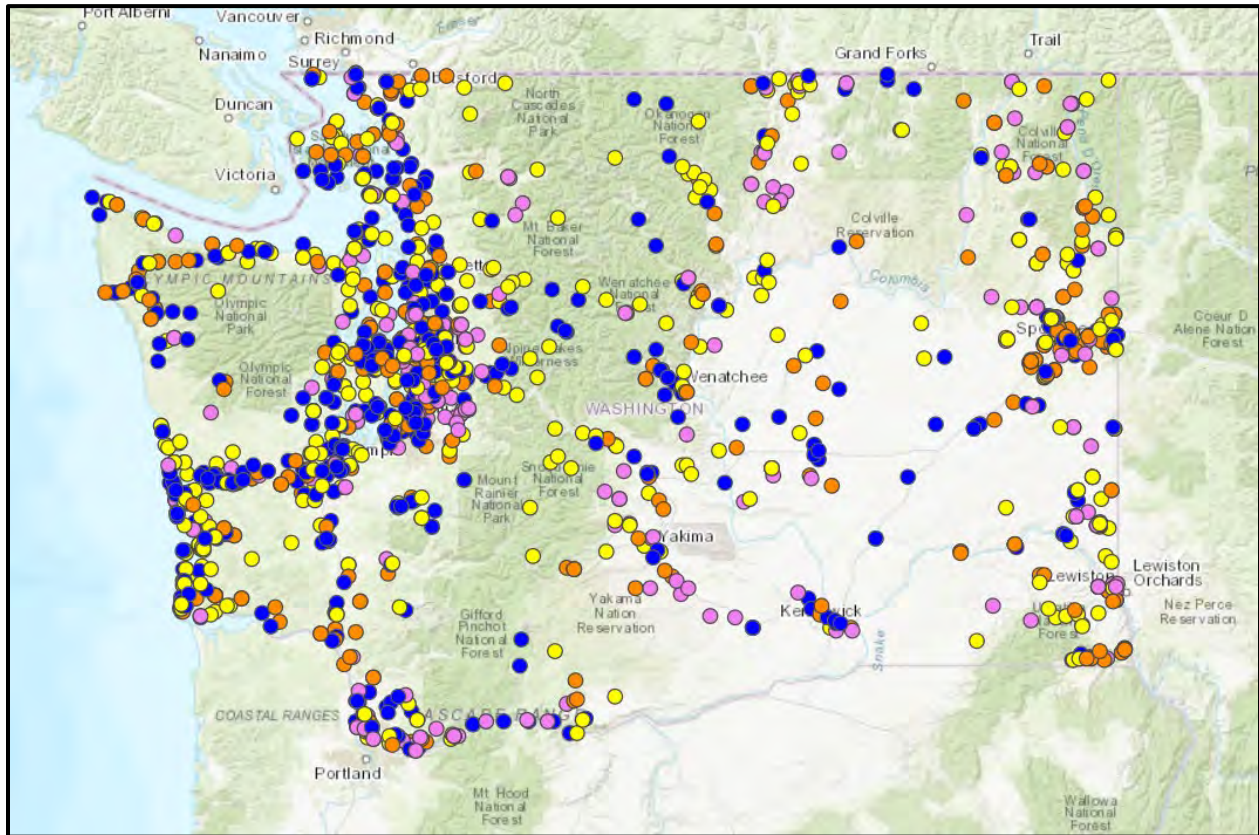 Port Alberni
Vancouver
Fraser
Nanaimo
Richmond
Surrey
Grand Forks
Trail
Duncan
North
Cascades
National
Park
Okanogan
National
Forest
Colville
National
Forest
Victoria
Mt Baker
National
Forest
Colville
Reservation
Columbia
OLYMPIC MOUNTAINS
Olympic
National
Park
Wenatchee
National
Coeur D
Alene Nation
Forest
Olympic
National
Forest
Wenatchee
WASHINGTON
Mount
Rainier
National
Park
National
Forest
Yakima
Lewiston
Lewiston
Orchards
Yakama
Nation
Reservation
Nez Perce
Reservation
Gifford
Pinchot
National
Forest
Snake
Forest
COASTAL RANGES
Portland
Mt Hood
National
Forest
Wallowa
National
Forest